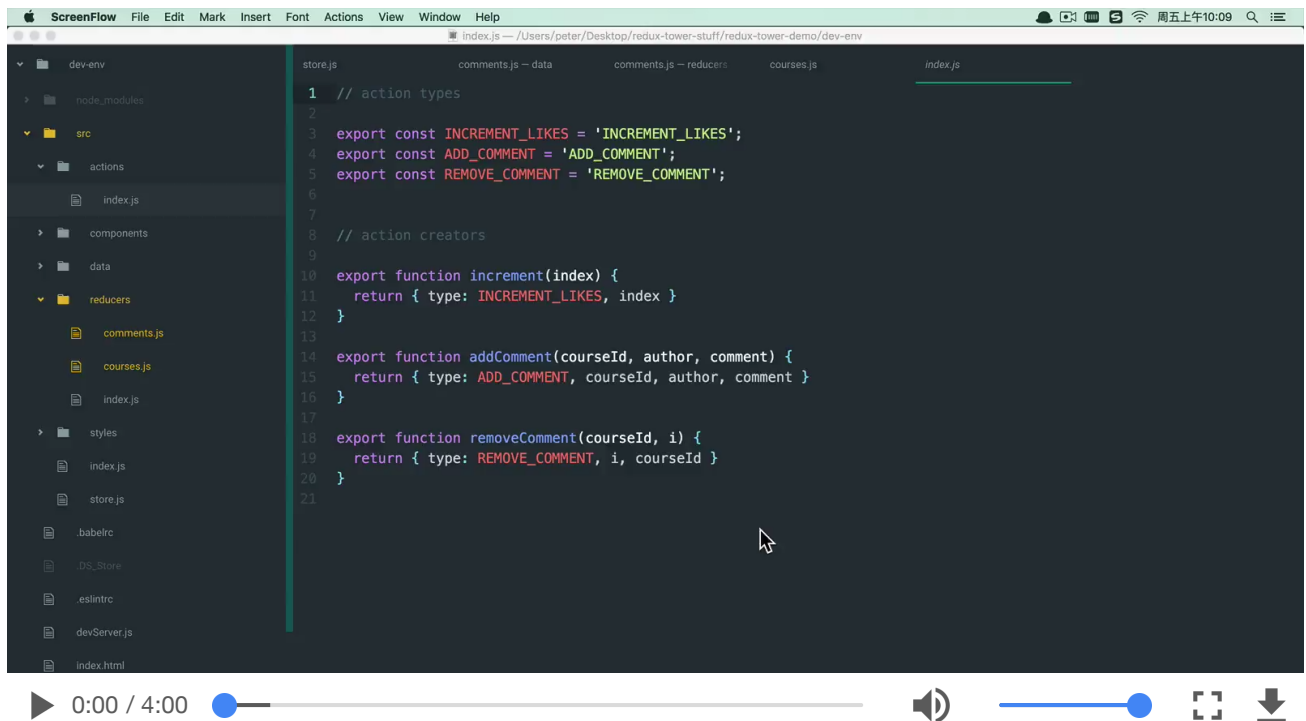 ScreenFlow File Edit Mark Insert Font Actions View Window Help 周五上午10:09
index.js — /Users/peter/Desktop/redux-tower-stuff/redux-tower-demo/dev-env
dev-env
node_modules
src
actions
index.js
components
data
reducers
comments.js
courses.js
index.js
styles
index.js
store.js
.babelrc
.DS_Store
.eslintrc
devServer.js
index.html
store.js comments.js — data comments.js — reducers courses.js index.js
1 // action types
2
3 export const INCREMENT_LIKES = 'INCREMENT_LIKES';
4 export const ADD_COMMENT = 'ADD_COMMENT';
5 export const REMOVE_COMMENT = 'REMOVE_COMMENT';
6
7
8 // action creators
9
10 export function increment(index) {
11 return { type: INCREMENT_LIKES, index }
12 }
13
14 export function addComment(courseId, author, comment) {
15 return { type: ADD_COMMENT, courseId, author, comment }
16 }
17
18 export function removeComment(courseId, i) {
19 return { type: REMOVE_COMMENT, i, courseId }
20 }
21
0:00 / 4:00